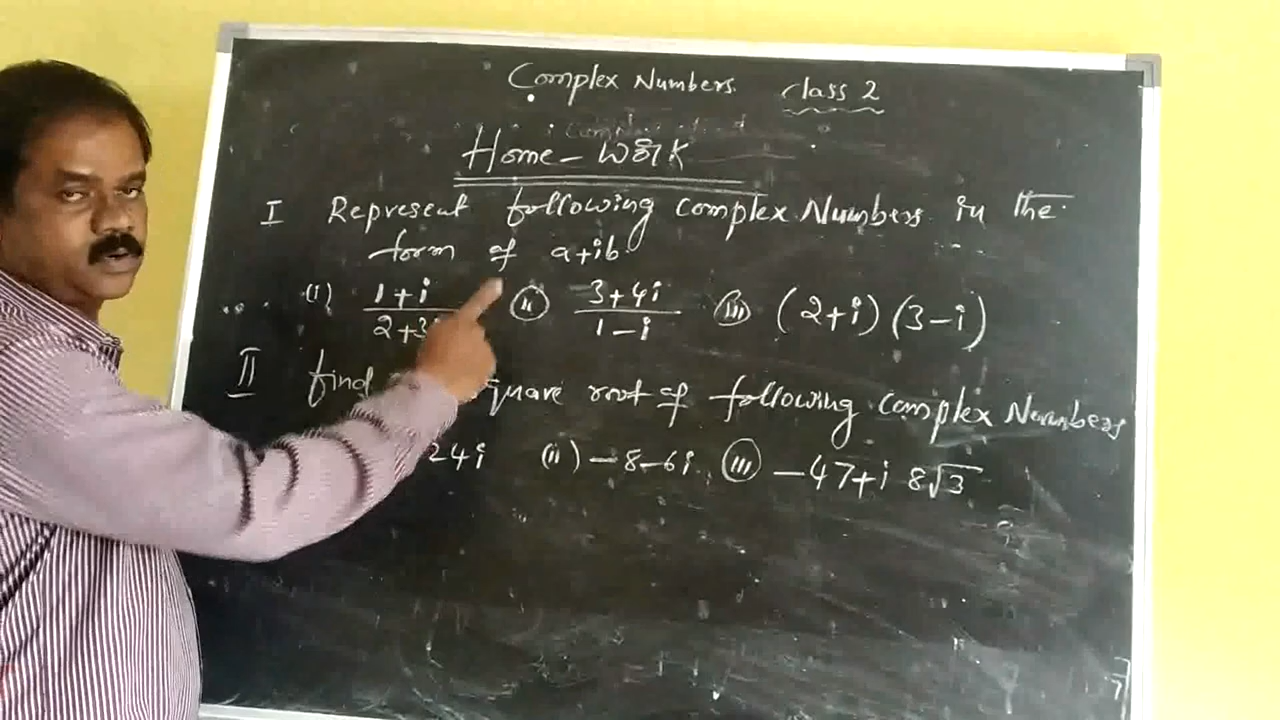 Complex Numbers. Class 2
Home-Work
I Represent following complex Numbers in the
form of a+ib
(i) 1+i / 2+3 (ii) 3+4i / 1-i (iii) (2+i)(3-i)
II find square root of following complex Numbers
24i (ii) -8-6i (iii) -47+i 8√3